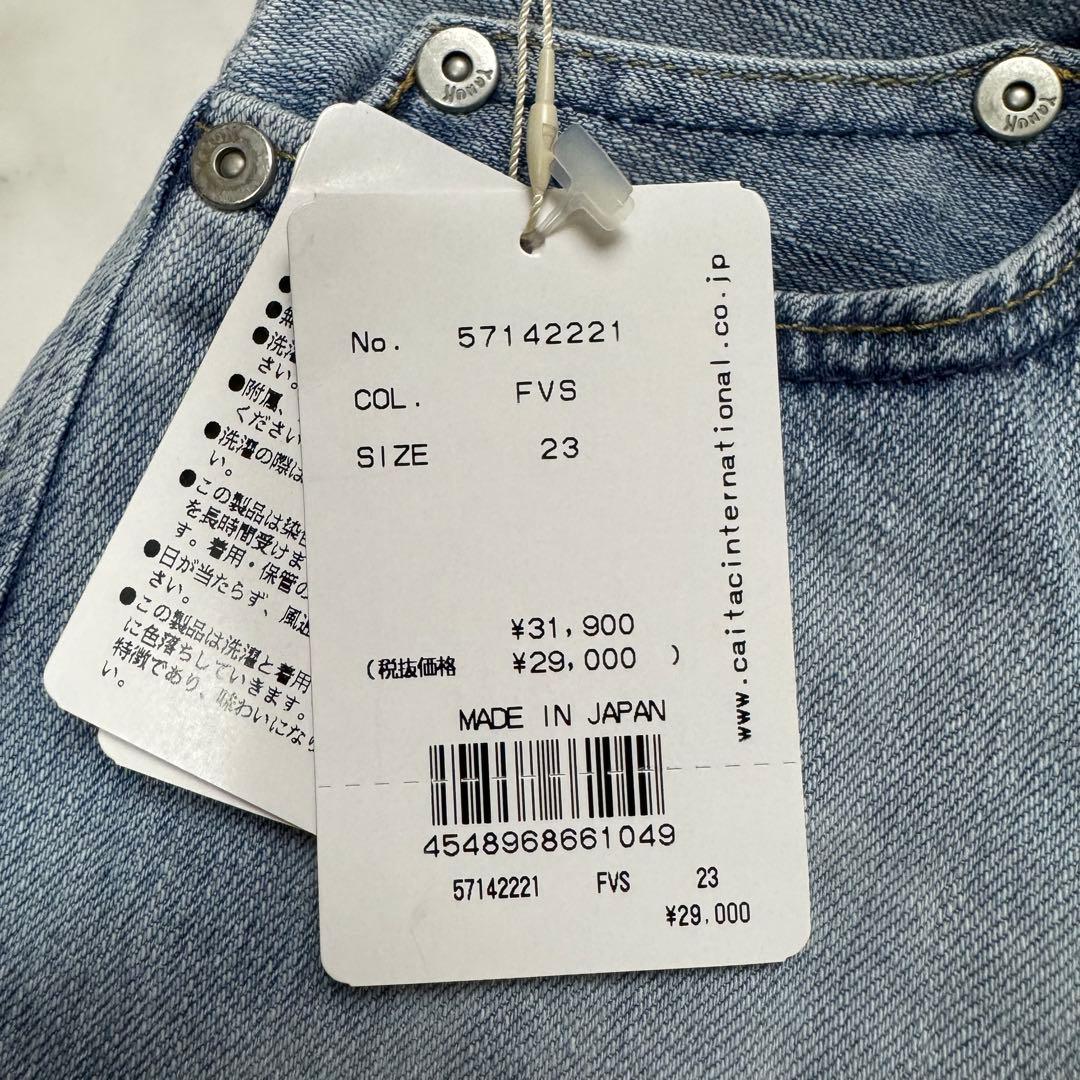 No. 57142221
COL. FVS
SIZE 23
¥31,900
(税抜価格 ¥29,000 )
MADE IN JAPAN
4548968661049
57142221 FVS 23
¥29,000
www.caitacinternational.co.jp
●
●無
●洗濯
さい。
●附属、
ください
●洗濯の際は
い。
●この製品は染色
を長時間受けま
す。着用・保管の
●日が当たらず、風通
さい。
●この製品は洗濯と着用
に色落ちしていきます。
特徴であり、味わいになり
い。